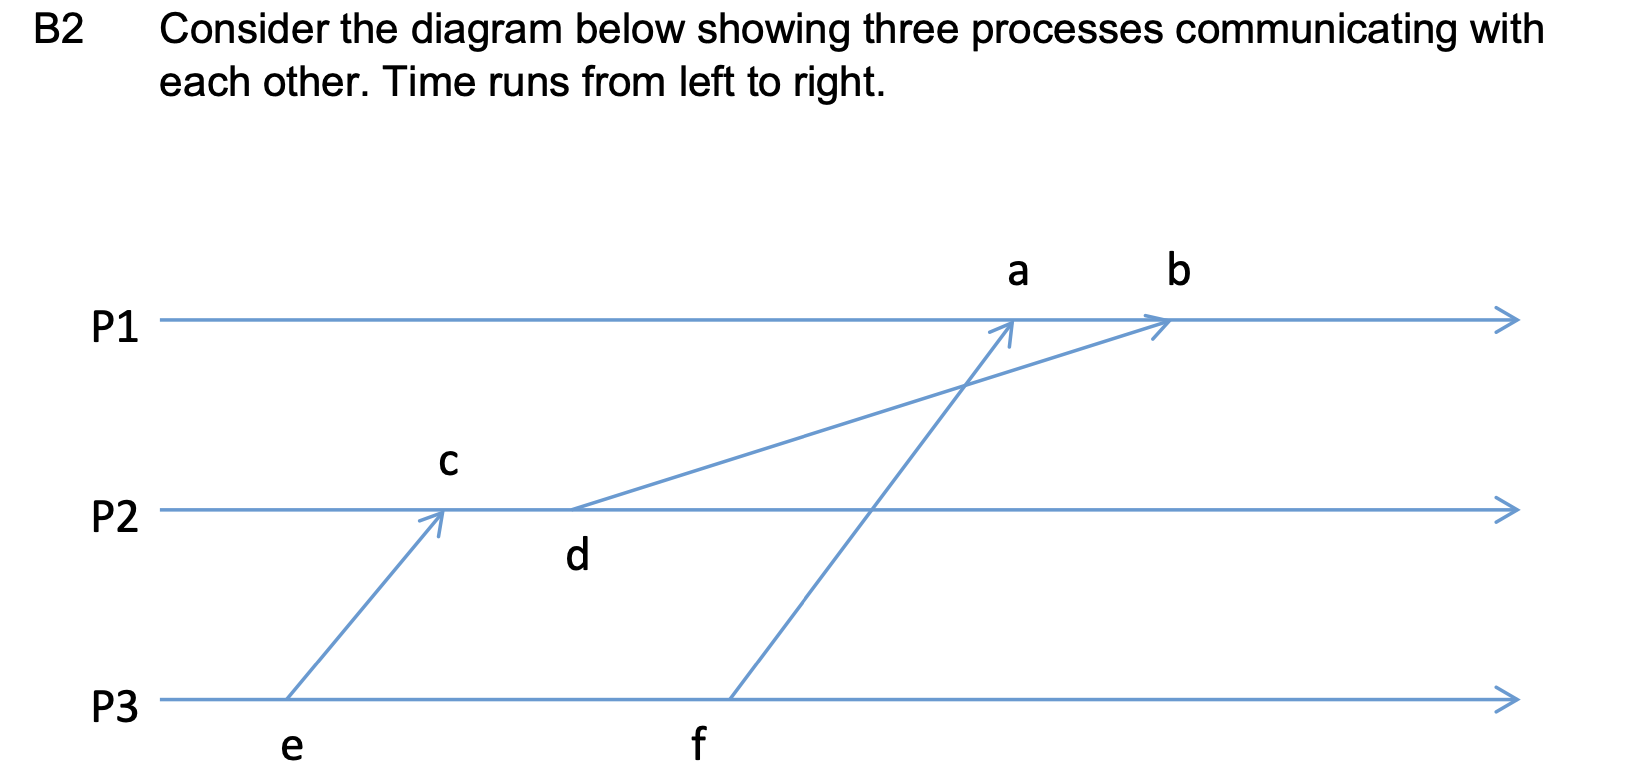 B2 Consider the diagram below showing three processes communicating with
each other. Time runs from left to right.
a b
P1
c
P2
d
P3
e f